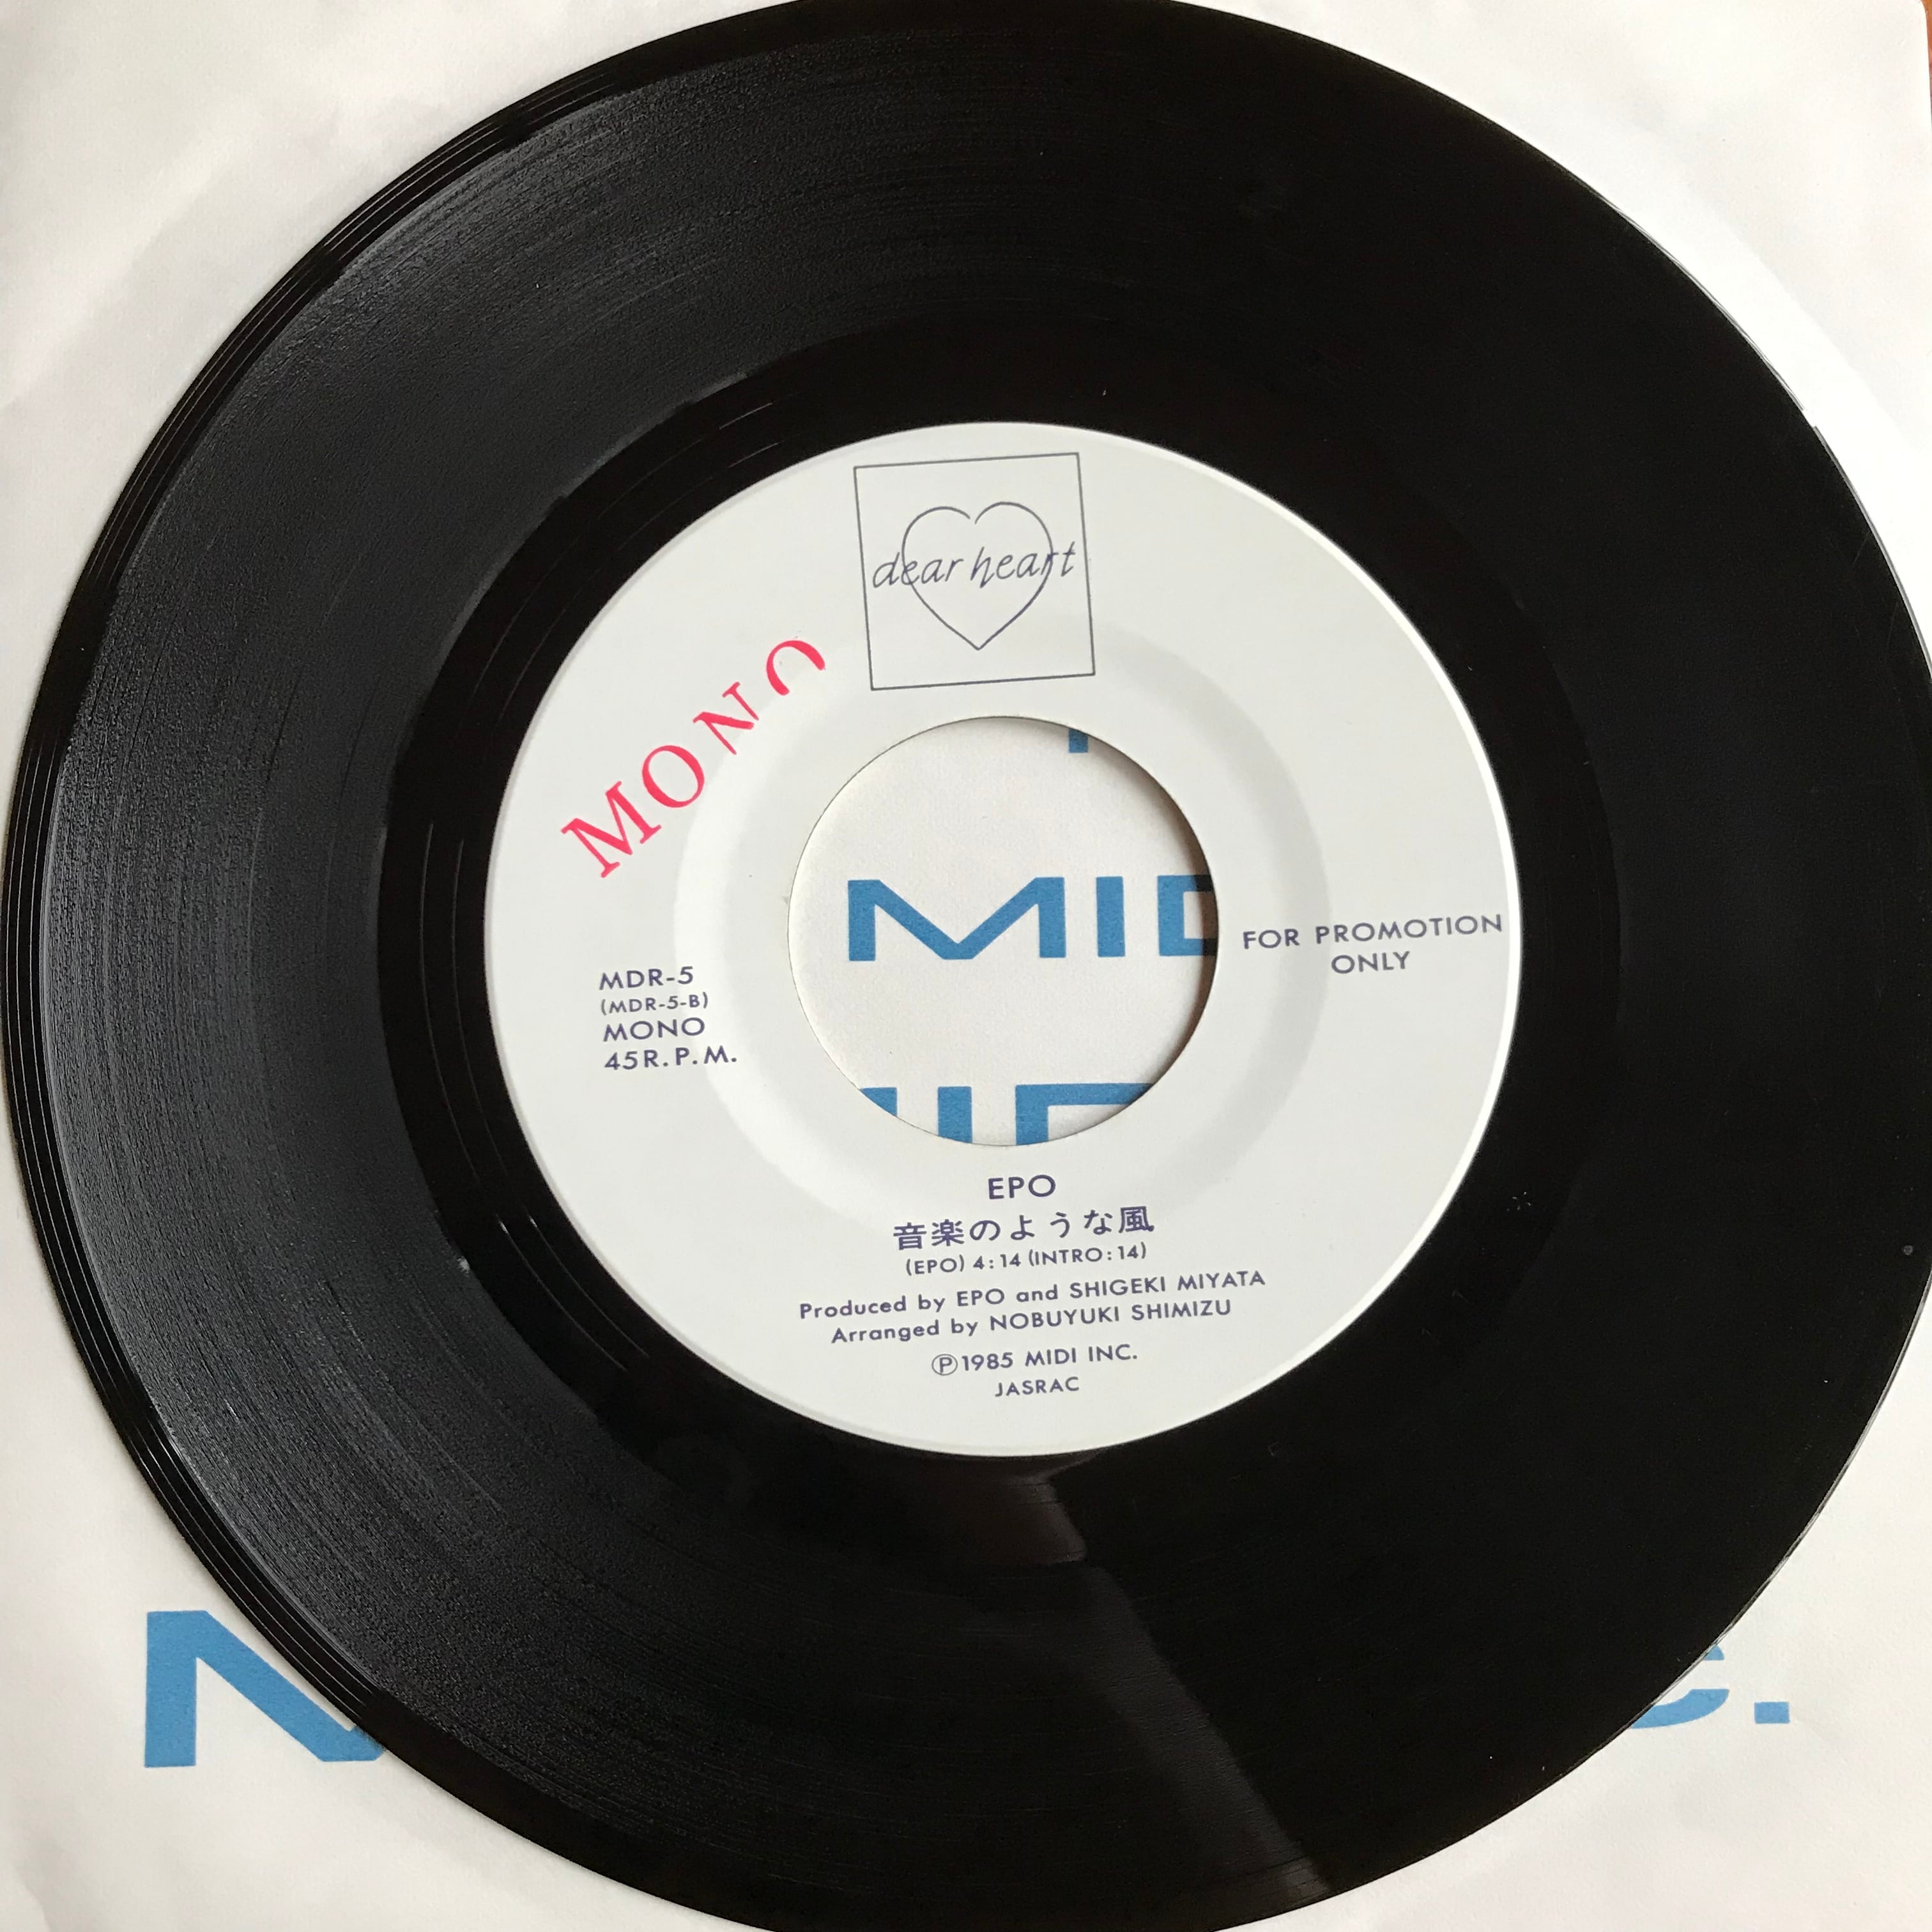 dear heart
MONO
MIDI
FOR PROMOTION
ONLY
MDR-5
(MDR-5-B)
MONO
45R.P.M.
EPO
音楽のような風
(EPO) 4:14 (INTRO:14)
Produced by EPO and SHIGEKI MIYATA
Arranged by NOBUYUKI SHIMIZU
Ⓟ1985 MIDI INC.
JASRAC